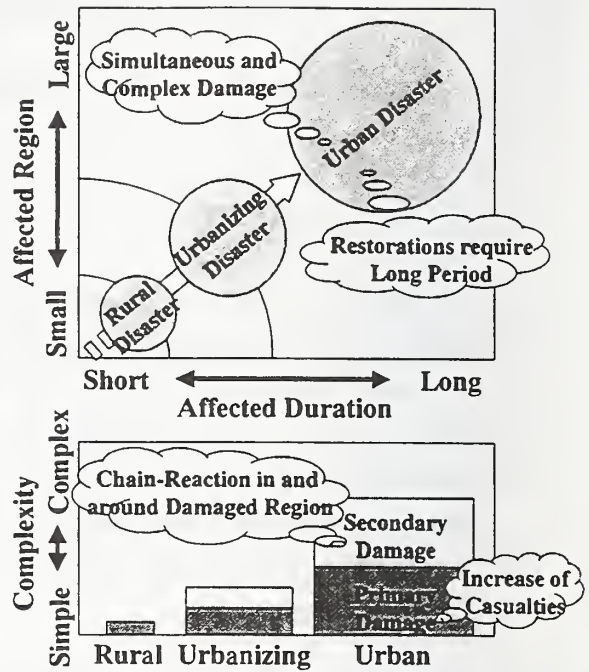 Affected Region
Small
Large
Simultaneous and
Complex Damage
Urban Disaster
Urbanizing
Disaster
Rural
Disaster
Restorations require
Long Period
Short
Long
Affected Duration
Complexity
Simple
Complex
Chain-Reaction in and
around Damaged Region
Secondary
Damage
Primary
Damage
Increase of
Casualties
Rural
Urbanizing
Urban